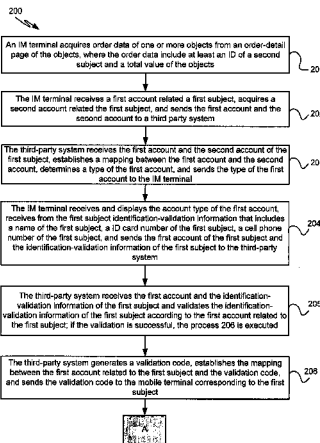 200
An IM terminal acquires order data of one or more objects from an order-detail
page of the objects, where the order data include at least an ID of a second
subject and a total value of the objects
20
The IM terminal receives a first account related a first subject, acquires a
second account related the first subject, and sends the first account and the
second account to a third party system
20
The third-party system receives the first account and the second account of the
first subject, establishes a mapping between the first account and the second
account, determines a type of the first account, and sends the type of the first
account to the IM terminal
20
The IM terminal receives and displays the account type of the first account,
receives from the first subject identification-validation information that includes
a name of the first subject, a ID card number of the first subject, a cell phone
number of the first subject, and sends the first account of the first subject and
the identification-validation information of the first subject to the third-party
system
204
The third-party system receives the first account and the identification-
validation information of the first subject and validates the identification-
validation information of the first subject according to the first account related to
the first subject; if the validation is successful, the process 206 is executed
205
The third-party system generates a validation code, establishes the mapping
between the first account related to the first subject and the validation code,
and sends the validation code to the mobile terminal corresponding to the first
subject
206
A